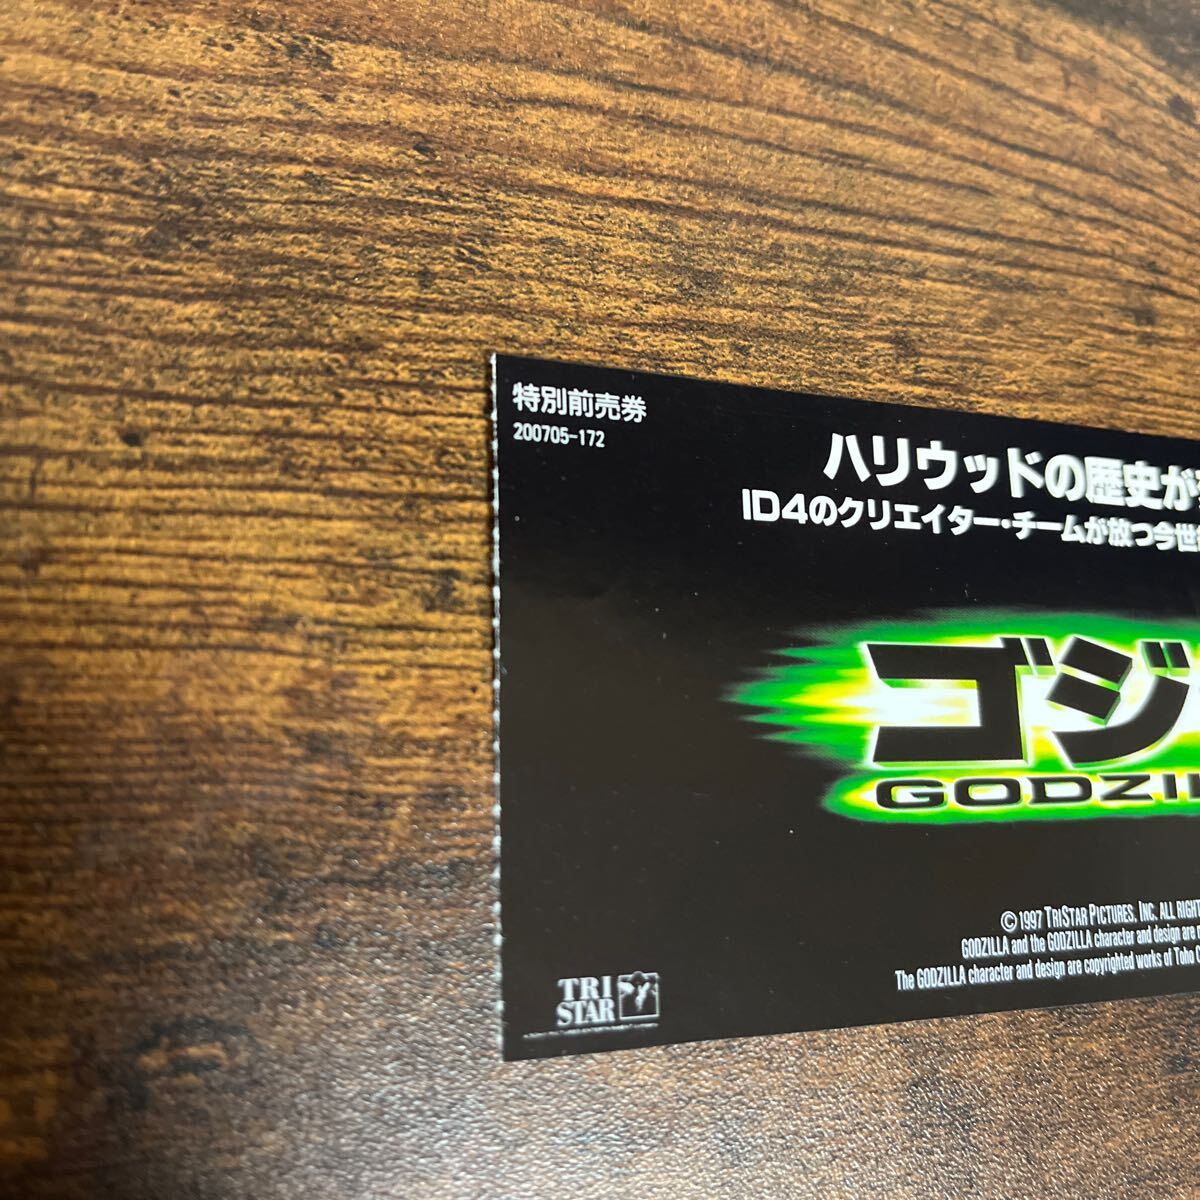 特別前売券
200705-172
ハリウッドの歴史が
ID4のクリエイター・チームが放つ今世
ゴジ
GODZIL
©1997 TRISTAR PICTURES, INC. ALL RIGHT
GODZILLA and the GODZILLA character and design are
The GODZILLA character and design are copyrighted works of Toho
TRI
STAR